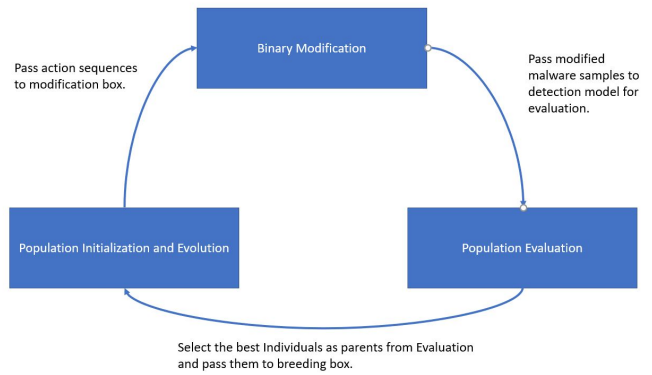 Binary Modification
Pass action sequences
to modification box.
Pass modified
malware samples to
detection model for
evaluation.
Population Initialization and Evolution
Population Evaluation
Select the best Individuals as parents from Evaluation
and pass them to breeding box.